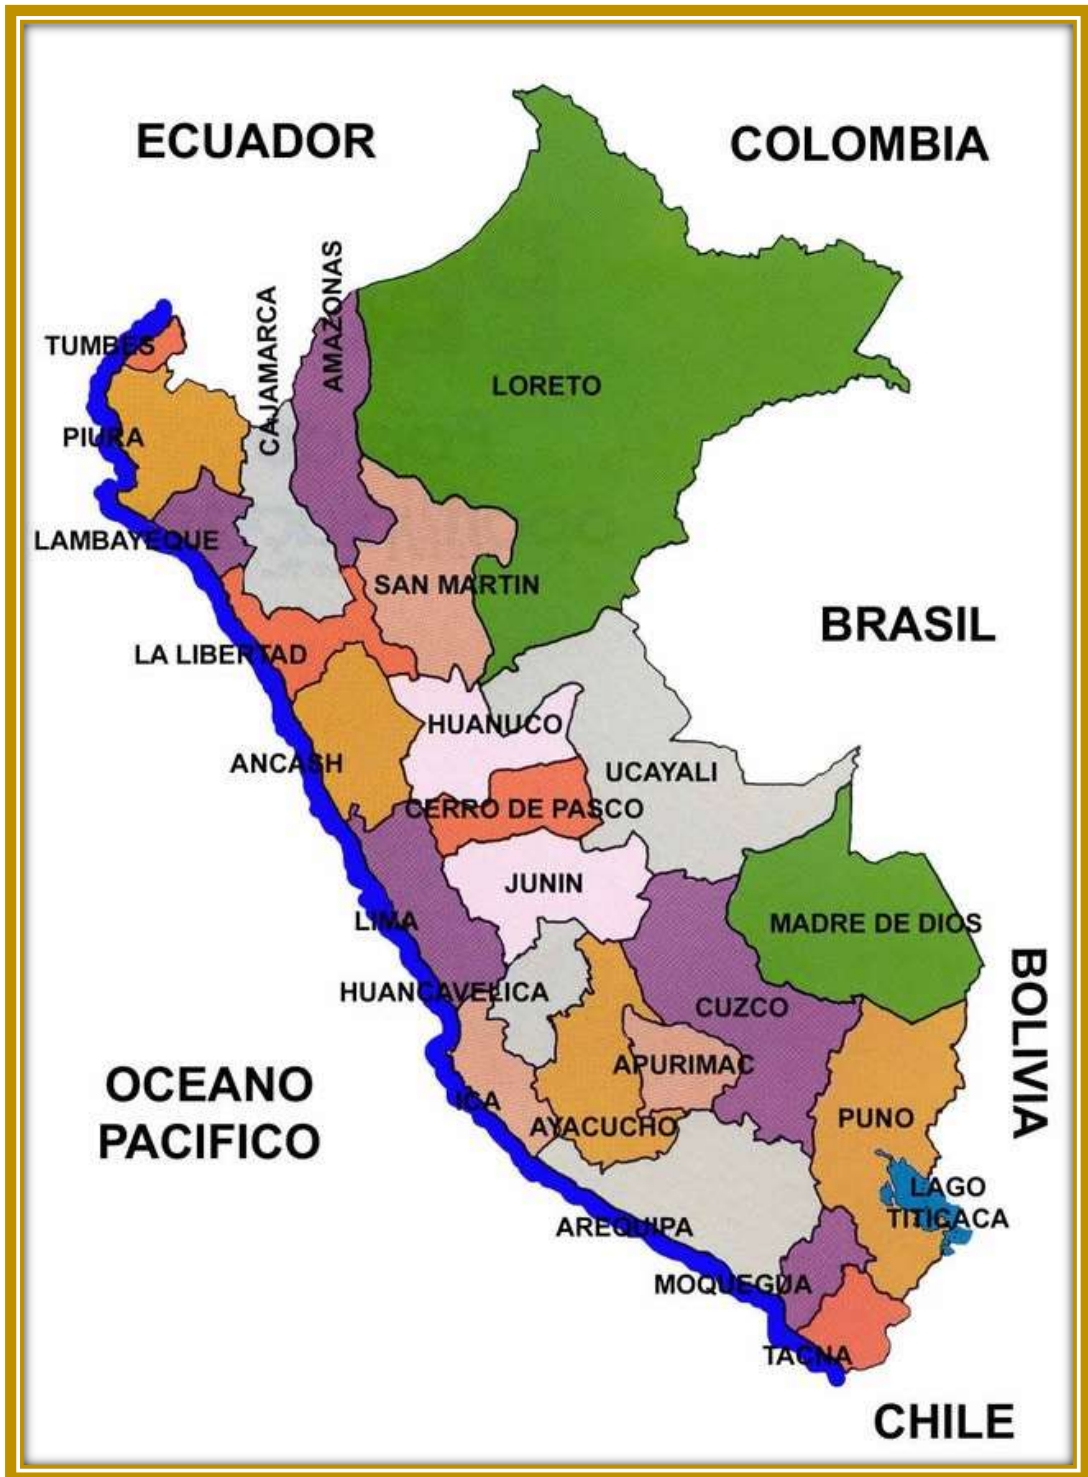 ECUADOR
COLOMBIA
AMAZONAS
CAJAMARCA
TUMBES
LORETO
PIURA
LAMBAYEQUE
SAN MARTIN
BRASIL
LA LIBERTAD
HUANUCO
ANCASH
UCAYALI
CERRO DE PASCO
JUNIN
LIMA
MADRE DE DIOS
BOLIVIA
HUANCAVELICA
CUZCO
APURIMAC
OCEANO
PACIFICO
ICA
AYACUCHO
PUNO
LAGO
TITICACA
AREQUIPA
MOQUEGUA
TACNA
CHILE